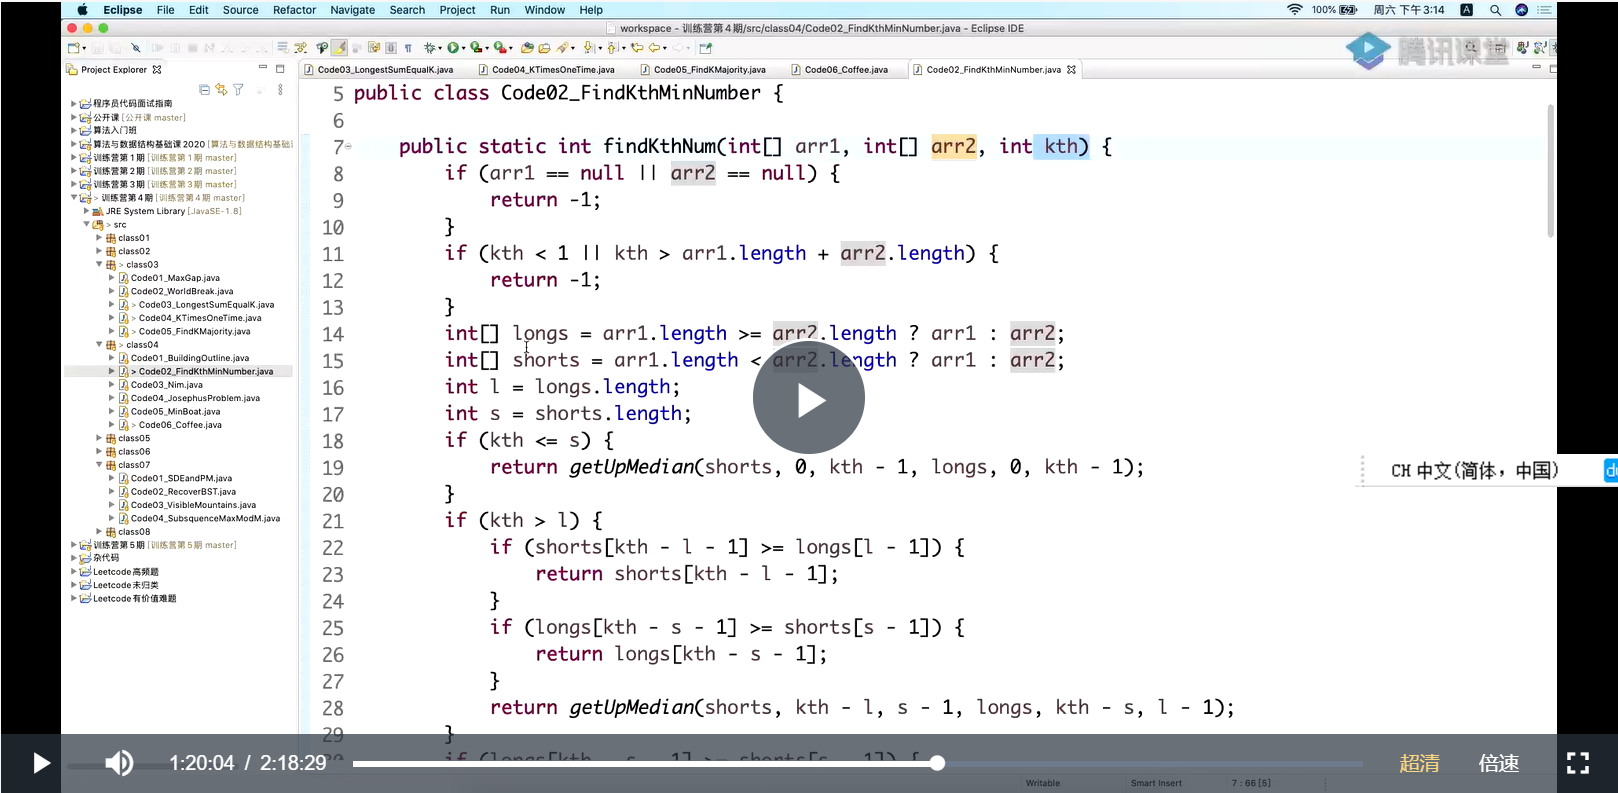 Eclipse File Edit Source Refactor Navigate Search Project Run Window Help
100% 周六 下午3:14
workspace - 训练营第4期/src/class04/Code02_FindKthMinNumber.java - Eclipse IDE
腾讯课堂
Project Explorer
Code03_LongestSumEqualK.java Code04_KTimesOneTime.java Code05_FindKMajority.java Code06_Coffee.java Code02_FindKthMinNumber.java
程序员代码面试指南
公开课 [公开课 master]
算法入门班
算法与数据结构基础课2020 [算法与数据结构基础
训练营第1期 [训练营第1期 master]
训练营第2期 [训练营第2期 master]
训练营第3期 [训练营第3期 master]
> 训练营第4期 [训练营第4期 master]
JRE System Library [JavaSE-1.8]
> src
class01
class02
> class03
Code01_MaxGap.java
Code02_WorldBreak.java
> Code03_LongestSumEqualK.java
> Code04_KTimesOneTime.java
> Code05_FindKMajority.java
> class04
Code01_BuildingOutline.java
> Code02_FindKthMinNumber.java
Code03_Nim.java
Code04_JosephusProblem.java
Code05_MinBoat.java
> Code06_Coffee.java
class05
class06
class07
Code01_SDEandPM.java
Code02_RecoverBST.java
Code03_VisibleMountains.java
Code04_SubsquenceMaxModM.java
class08
训练营第5期 [训练营第5期 master]
杂代码
Leetcode高频题
Leetcode未归类
Leetcode有价值难题
5 public class Code02_FindKthMinNumber {
6
7 public static int findKthNum(int[] arr1, int[] arr2, int kth) {
8 if (arr1 == null || arr2 == null) {
9 return -1;
10 }
11 if (kth < 1 || kth > arr1.length + arr2.length) {
12 return -1;
13 }
14 int[] longs = arr1.length >= arr2.length ? arr1 : arr2;
15 int[] shorts = arr1.length < arr2.length ? arr1 : arr2;
16 int l = longs.length;
17 int s = shorts.length;
18 if (kth <= s) {
19 return getUpMedian(shorts, 0, kth - 1, longs, 0, kth - 1);
20 }
21 if (kth > l) {
22 if (shorts[kth - l - 1] >= longs[l - 1]) {
23 return shorts[kth - l - 1];
24 }
25 if (longs[kth - s - 1] >= shorts[s - 1]) {
26 return longs[kth - s - 1];
27 }
28 return getUpMedian(shorts, kth - l, s - 1, longs, kth - s, l - 1);
29 }
CH 中文(简体，中国)
1:20:04 / 2:18:29
超清 倍速
Writable Smart Insert 7 : 66 [5]